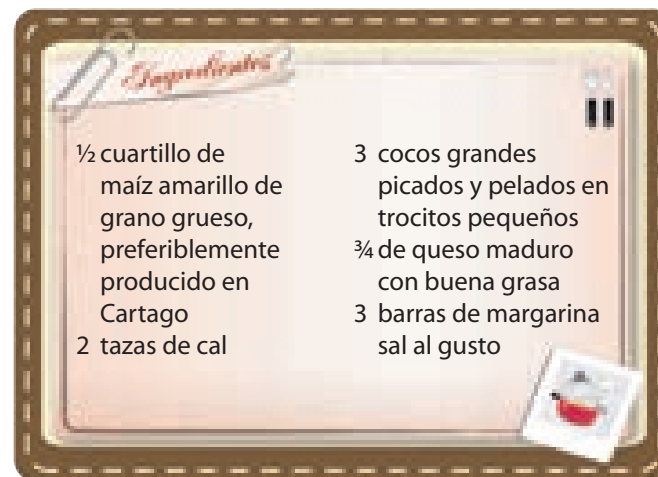 Ingredientes
½ cuartillo de
maíz amarillo de
grano grueso,
preferiblemente
producido en
Cartago
2 tazas de cal
3 cocos grandes
picados y pelados en
trocitos pequeños
¾ de queso maduro
con buena grasa
3 barras de margarina
sal al gusto